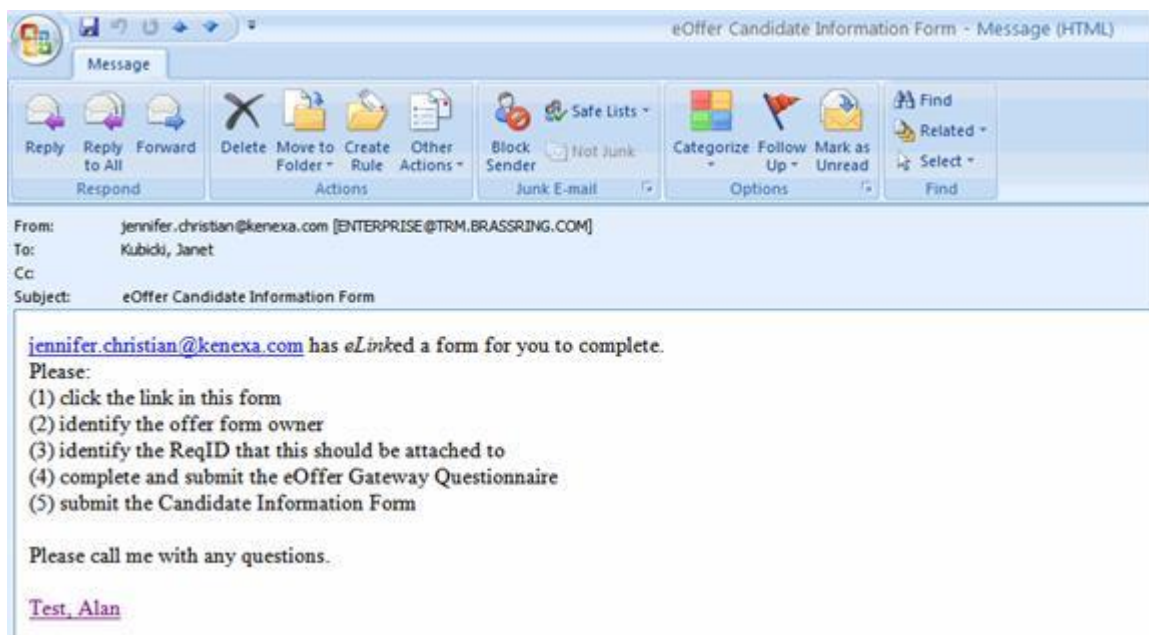 eOffer Candidate Information Form - Message (HTML)
Message
Reply
Reply to All
Forward
Delete
Move to Folder
Create Rule
Other Actions
Block Sender
Safe Lists
Not Junk
Categorize
Follow Up
Mark as Unread
Find
Related
Select
Respond
Actions
Junk E-mail
Options
Find
From: jennifer.christian@kenexa.com [ENTERPRISE@TRM.BRASSRING.COM]
To: Kubicki, Janet
Cc:
Subject: eOffer Candidate Information Form
jennifer.christian@kenexa.com has eLinked a form for you to complete.
Please:
(1) click the link in this form
(2) identify the offer form owner
(3) identify the ReqID that this should be attached to
(4) complete and submit the eOffer Gateway Questionnaire
(5) submit the Candidate Information Form
Please call me with any questions.
Test, Alan